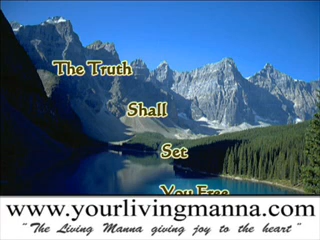 The Truth
Shall
Set
You Free
www.yourlivingmanna.com
“The Living Manna giving joy to the heart”